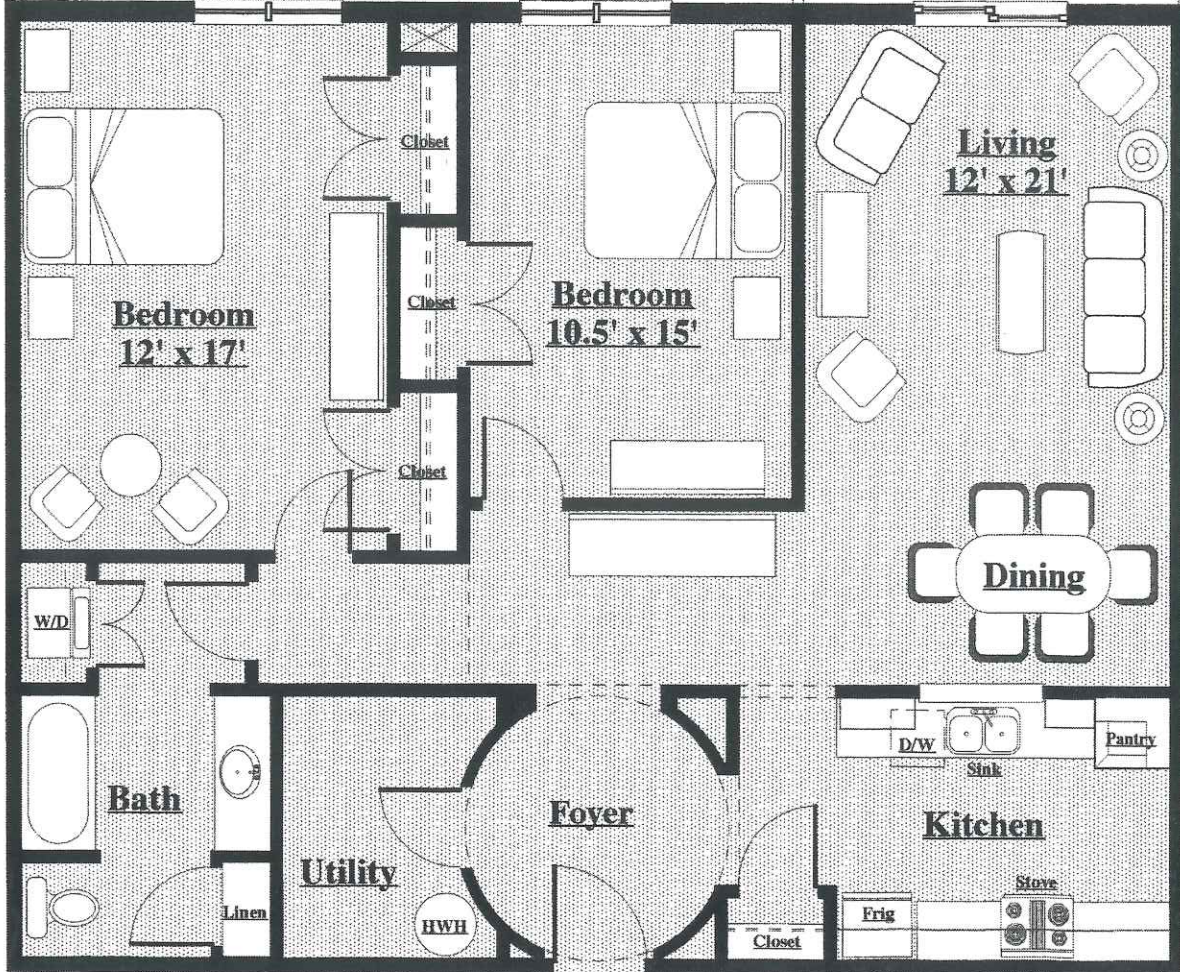 Closet
Living
12' x 21'
Closet
Bedroom
10.5' x 15'
Bedroom
12' x 17'
Closet
Dining
W/D
D/W
Sink
Pantry
Bath
Foyer
Kitchen
Utility
Stove
Linen
HWH
Frig
Closet